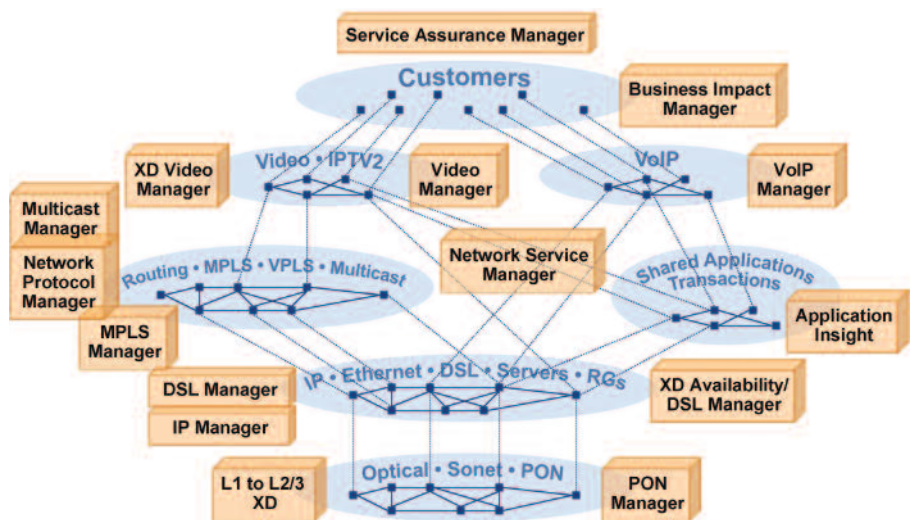 Service Assurance Manager
Customers
Business Impact
Manager
XD Video
Manager
Video • IPTV2
Video
Manager
VoIP
VoIP
Manager
Multicast
Manager
Network
Protocol
Manager
Routing • MPLS • VPLS • Multicast
Network Service
Manager
Shared Applications
Transactions
MPLS
Manager
Application
Insight
DSL Manager
IP • Ethernet • DSL • Servers • RGs
XD Availability/
DSL Manager
IP Manager
L1 to L2/3
XD
Optical • Sonet • PON
PON
Manager